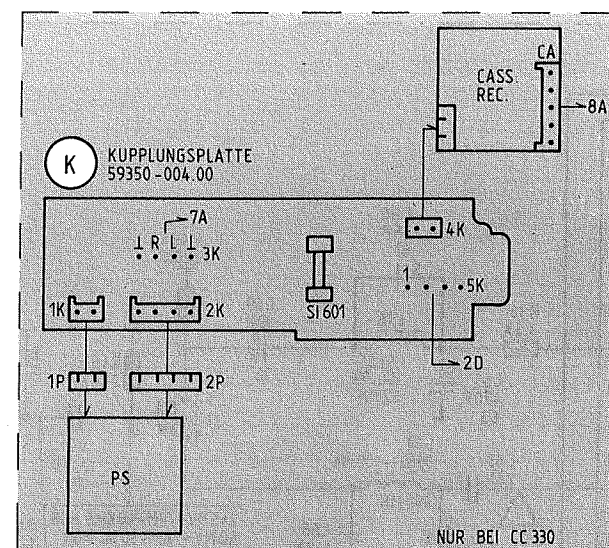 CA
CASS.
REC.
8A
K
KUPPLUNGSPLATTE
59350-004.00
7A
⊥ R L ⊥
3K
4K
1
5K
1K
2K
SI 601
2D
1P
2P
PS
NUR BEI CC 330